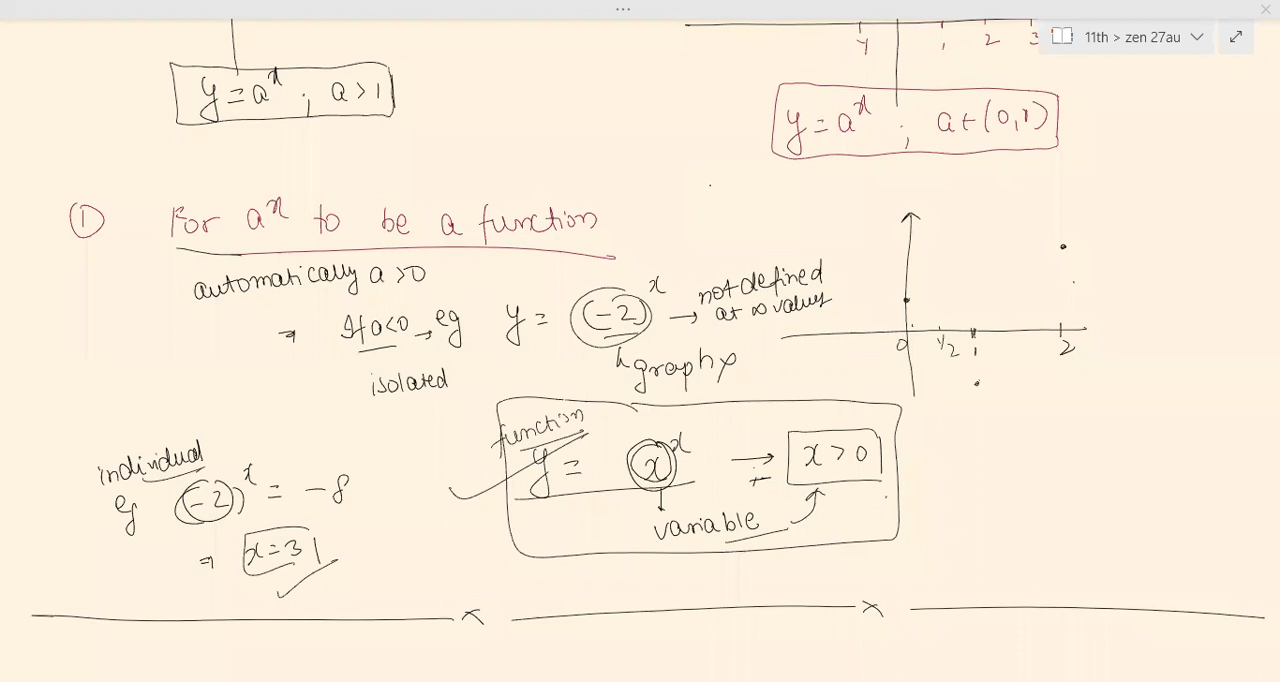 11th > zen 27au
-1 1 2 3
y = a^x ; a > 1
y = a^x ; a ∈ (0,1)
① For a^x to be a function
automatically a > 0
⇒ If a<0 → eg y = (-2)^x → not defined
at ∞ values
isolated
graph x
0 1/2 1 2
function
y = x^x → x > 0
variable
individual
eg (-2)^x = -8
⇒ x = 3